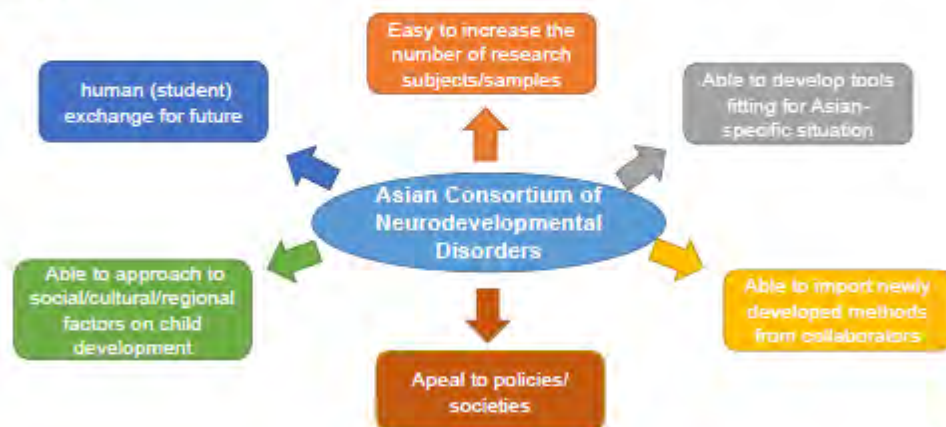 Easy to increase the
number of research
subjects/samples
human (student)
exchange for future
Able to develop tools
fitting for Asian-
specific situation
Asian Consortium of
Neurodevelopmental
Disorders
Able to approach to
social/cultural/regional
factors on child
development
Able to import newly
developed methods
from collaborators
Apeal to policies/
societies